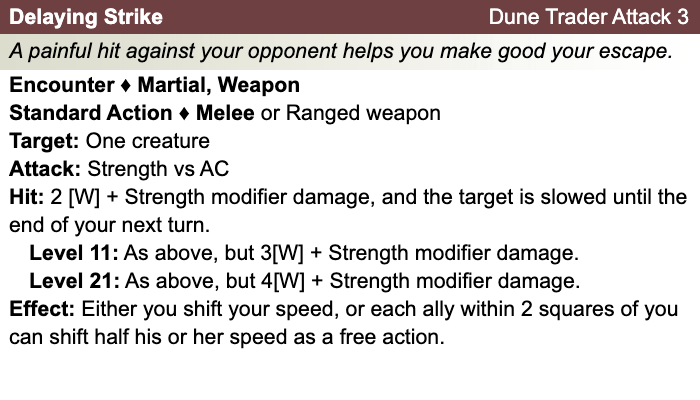 Delaying Strike Dune Trader Attack 3
A painful hit against your opponent helps you make good your escape.
Encounter ♦ Martial, Weapon
Standard Action ♦ Melee or Ranged weapon
Target: One creature
Attack: Strength vs AC
Hit: 2 [W] + Strength modifier damage, and the target is slowed until the
end of your next turn.
Level 11: As above, but 3[W] + Strength modifier damage.
Level 21: As above, but 4[W] + Strength modifier damage.
Effect: Either you shift your speed, or each ally within 2 squares of you
can shift half his or her speed as a free action.